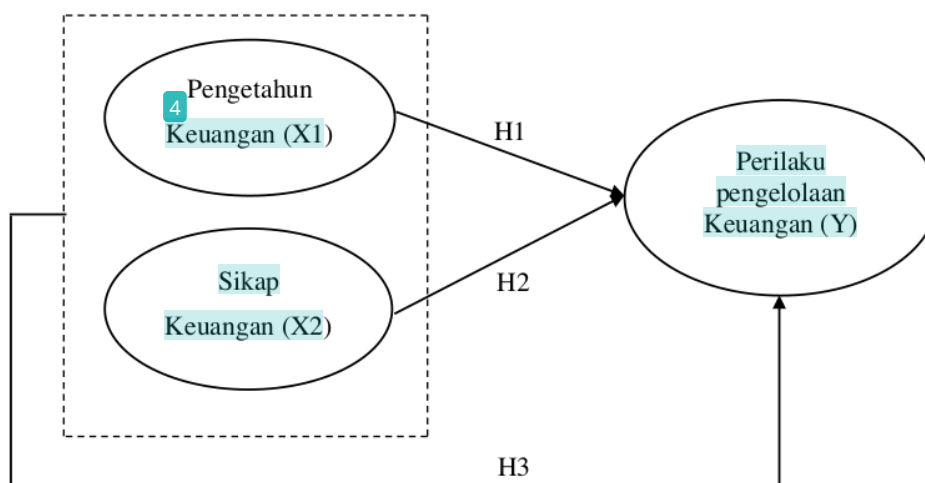 Pengetahun
4
Keuangan (X1)
H1
Perilaku
pengelolaan
Keuangan (Y)
Sikap
Keuangan (X2)
H2
H3